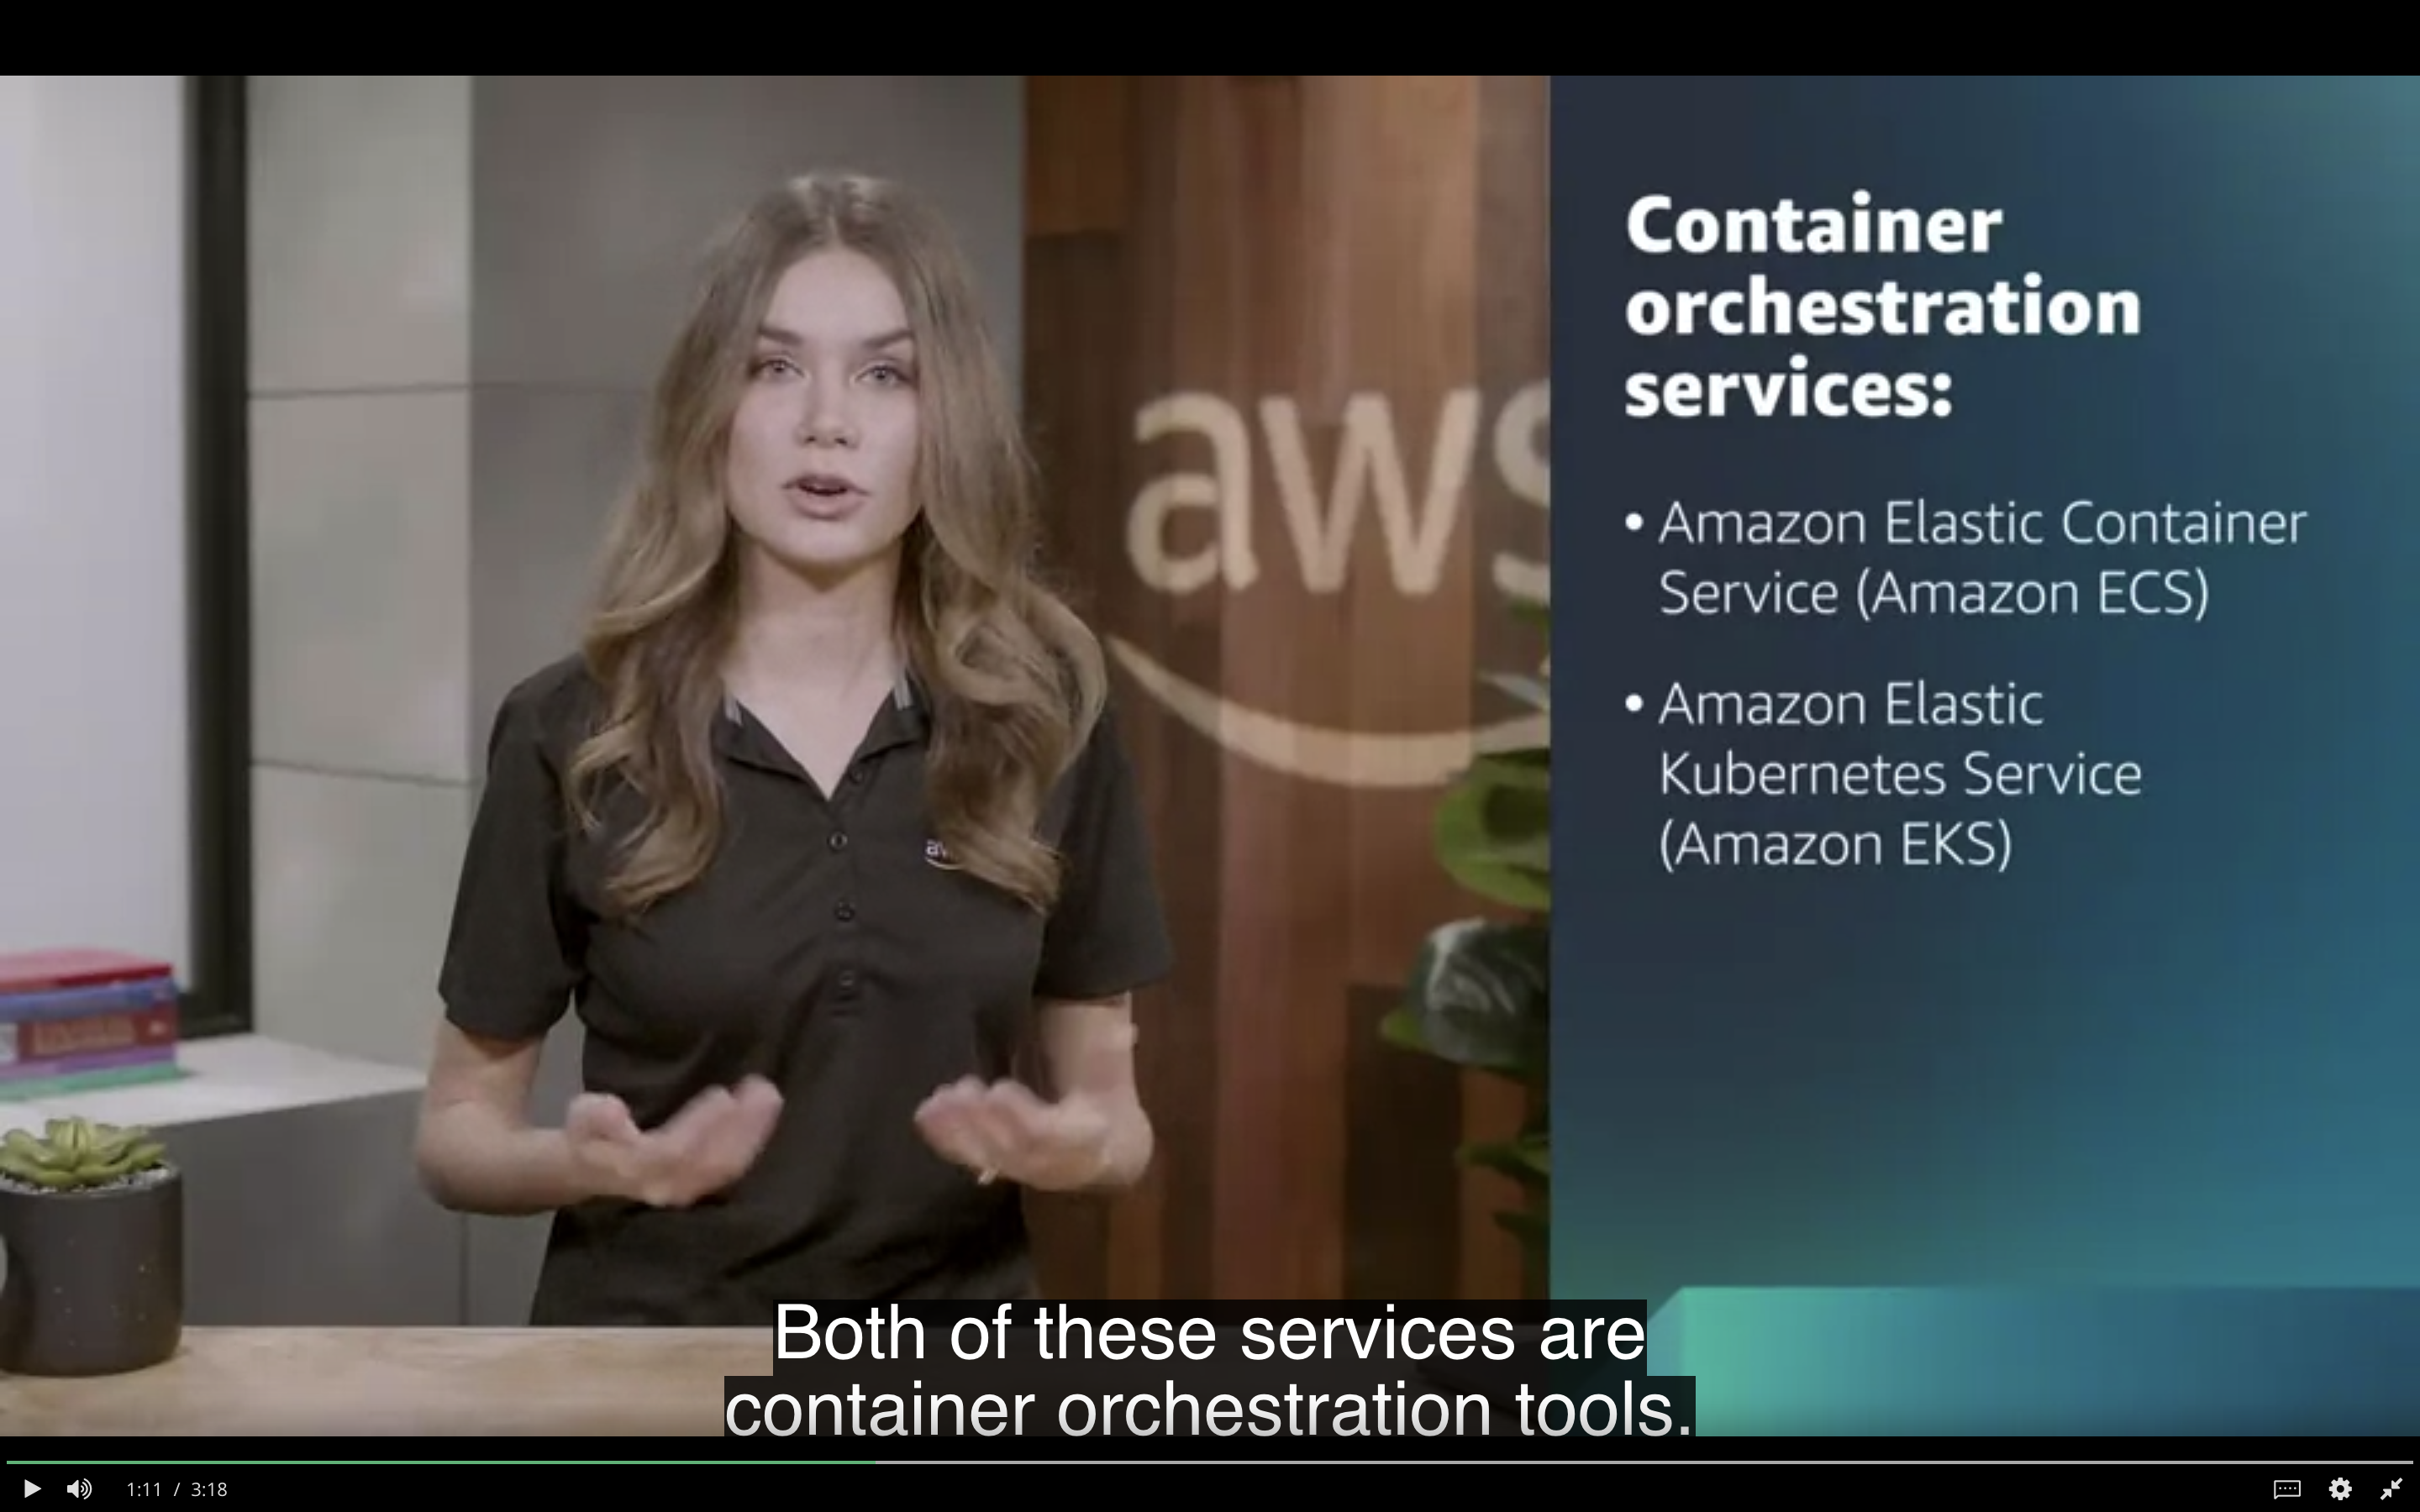 aws
Container
orchestration
services:
• Amazon Elastic Container
Service (Amazon ECS)
• Amazon Elastic
Kubernetes Service
(Amazon EKS)
Both of these services are
container orchestration tools.
1:11 / 3:18